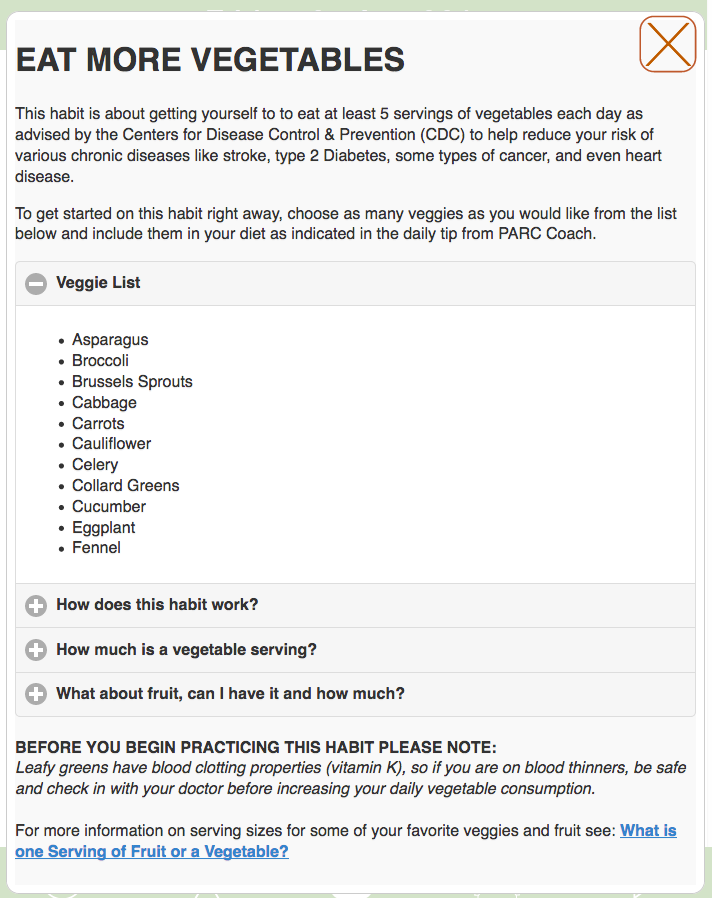 EAT MORE VEGETABLES
This habit is about getting yourself to to eat at least 5 servings of vegetables each day as
advised by the Centers for Disease Control & Prevention (CDC) to help reduce your risk of
various chronic diseases like stroke, type 2 Diabetes, some types of cancer, and even heart
disease.
To get started on this habit right away, choose as many veggies as you would like from the list
below and include them in your diet as indicated in the daily tip from PARC Coach.
Veggie List
• Asparagus
• Broccoli
• Brussels Sprouts
• Cabbage
• Carrots
• Cauliflower
• Celery
• Collard Greens
• Cucumber
• Eggplant
• Fennel
How does this habit work?
How much is a vegetable serving?
What about fruit, can I have it and how much?
BEFORE YOU BEGIN PRACTICING THIS HABIT PLEASE NOTE:
Leafy greens have blood clotting properties (vitamin K), so if you are on blood thinners, be safe
and check in with your doctor before increasing your daily vegetable consumption.
For more information on serving sizes for some of your favorite veggies and fruit see: What is
one Serving of Fruit or a Vegetable?